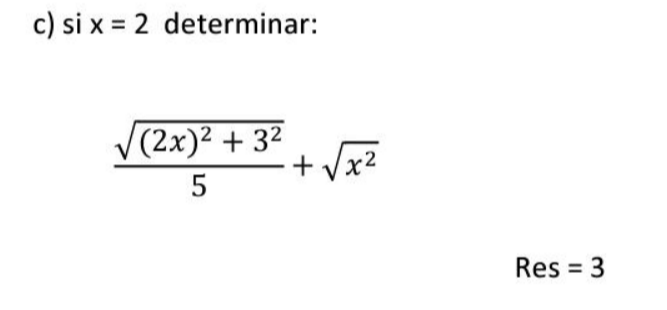 c) si x = 2 determinar:
√((2x)² + 3²) / 5 + √(x²)
Res = 3